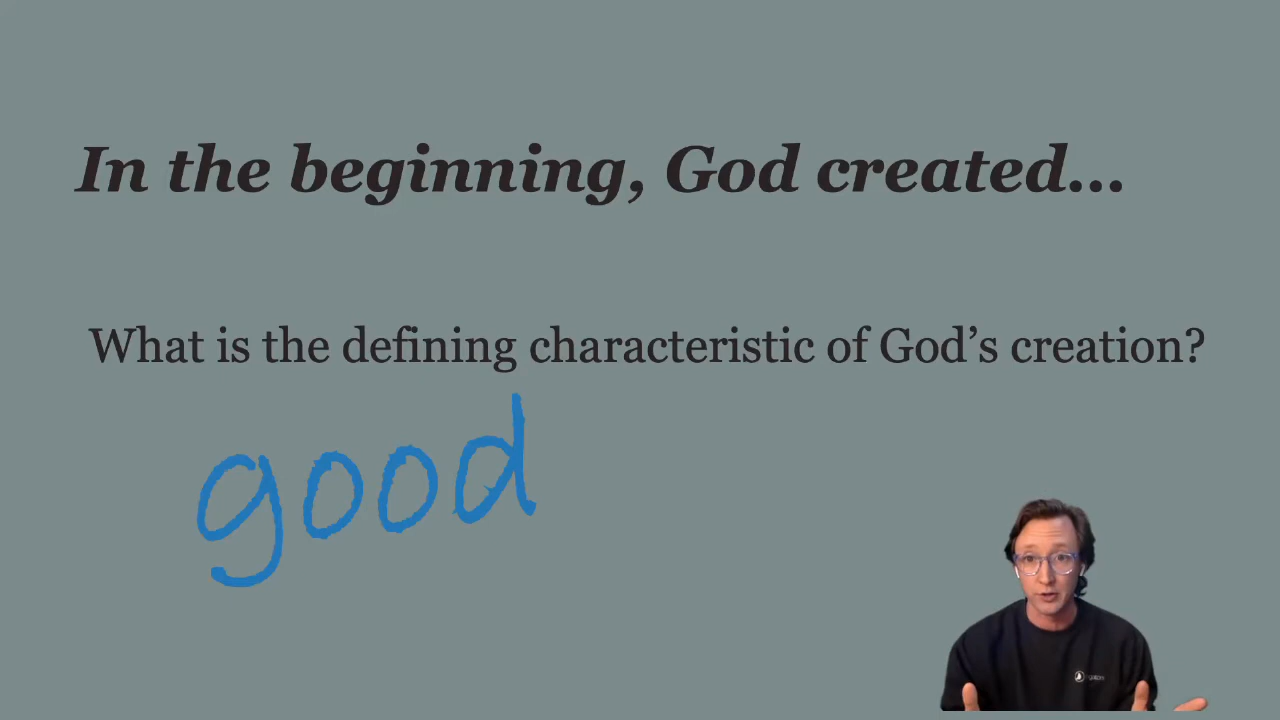 In the beginning, God created...
What is the defining characteristic of God’s creation?
good